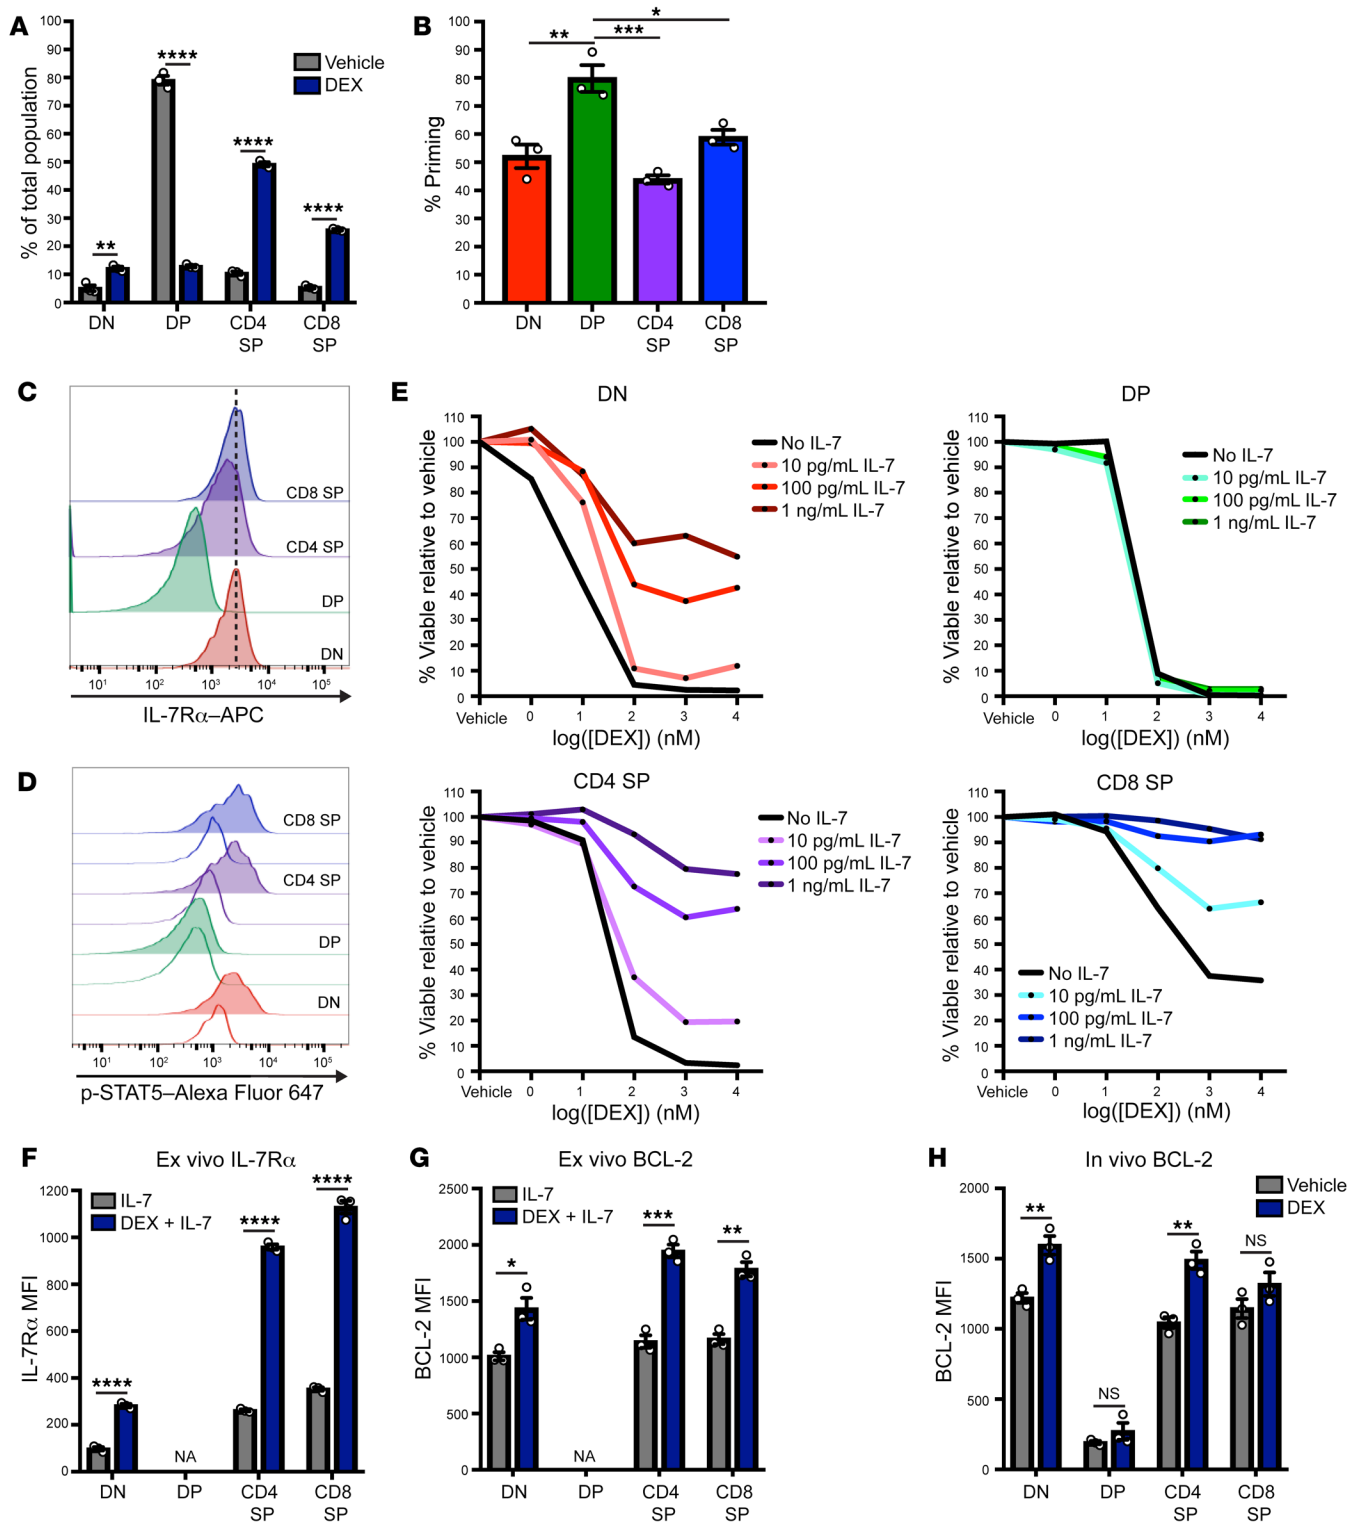 A
% of total population
100
90
80
70
60
50
40
30
20
10
0
**
****
****
****
Vehicle
DEX
DN
DP
CD4
SP
CD8
SP
B
% Priming
100
90
80
70
60
50
40
30
20
10
0
**
***
*
DN
DP
CD4
SP
CD8
SP
C
CD8 SP
CD4 SP
DP
DN
10¹ 10² 10³ 10⁴ 10⁵
IL-7Rα–APC
D
CD8 SP
CD4 SP
DP
DN
10¹ 10² 10³ 10⁴ 10⁵
p-STAT5–Alexa Fluor 647
E
DN
% Viable relative to vehicle
110
100
90
80
70
60
50
40
30
20
10
0
Vehicle 0 1 2 3 4
log([DEX]) (nM)
No IL-7
10 pg/mL IL-7
100 pg/mL IL-7
1 ng/mL IL-7
DP
% Viable relative to vehicle
110
100
90
80
70
60
50
40
30
20
10
0
Vehicle 0 1 2 3 4
log([DEX]) (nM)
No IL-7
10 pg/mL IL-7
100 pg/mL IL-7
1 ng/mL IL-7
CD4 SP
% Viable relative to vehicle
110
100
90
80
70
60
50
40
30
20
10
0
Vehicle 0 1 2 3 4
log([DEX]) (nM)
No IL-7
10 pg/mL IL-7
100 pg/mL IL-7
1 ng/mL IL-7
CD8 SP
% Viable relative to vehicle
110
100
90
80
70
60
50
40
30
20
10
0
Vehicle 0 1 2 3 4
log([DEX]) (nM)
No IL-7
10 pg/mL IL-7
100 pg/mL IL-7
1 ng/mL IL-7
F
Ex vivo IL-7Rα
IL-7Rα MFI
1200
1000
800
600
400
200
0
IL-7
DEX + IL-7
****
NA
****
****
DN
DP
CD4
SP
CD8
SP
G
Ex vivo BCL-2
BCL-2 MFI
2500
2000
1500
1000
500
0
IL-7
DEX + IL-7
*
NA
***
**
DN
DP
CD4
SP
CD8
SP
H
In vivo BCL-2
BCL-2 MFI
2000
1500
1000
500
0
Vehicle
DEX
**
NS
**
NS
DN
DP
CD4
SP
CD8
SP